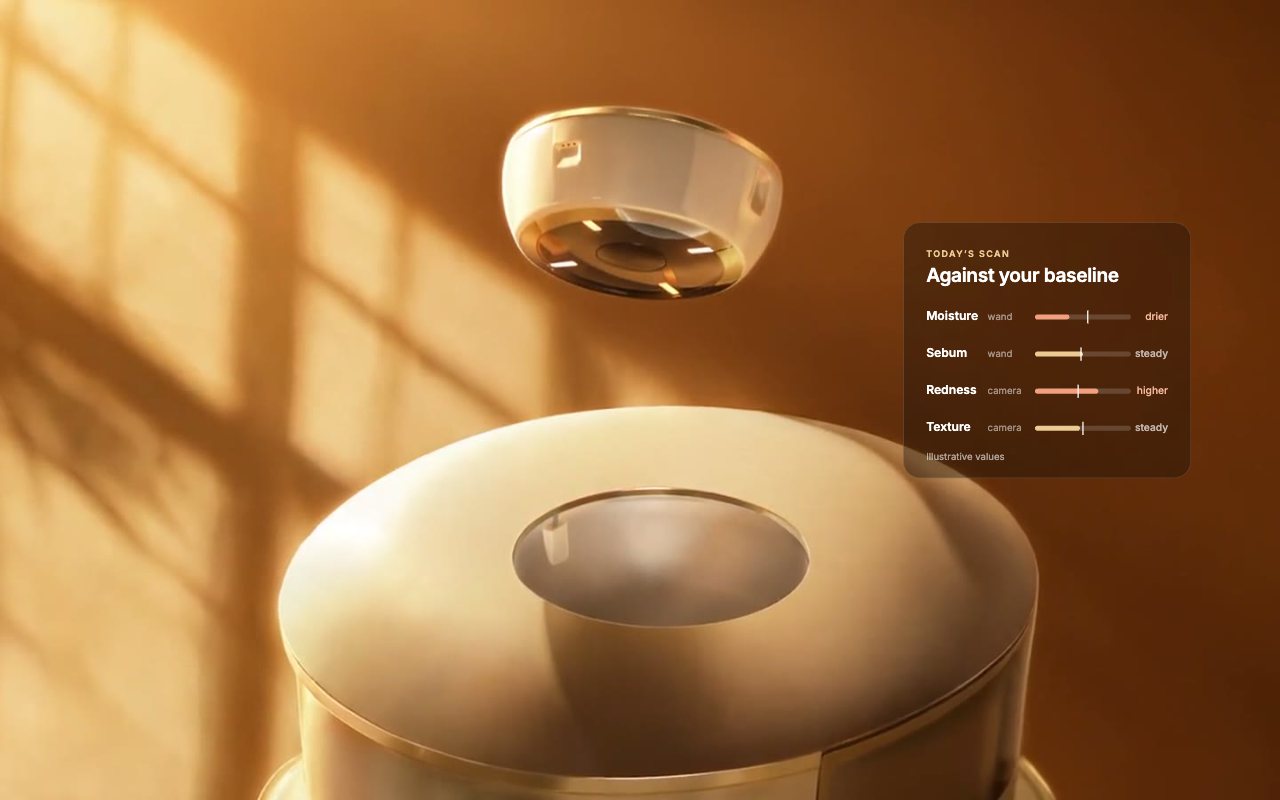 TODAY'S SCAN
Against your baseline
Moisture wand drier
Sebum wand steady
Redness camera higher
Texture camera steady
Illustrative values